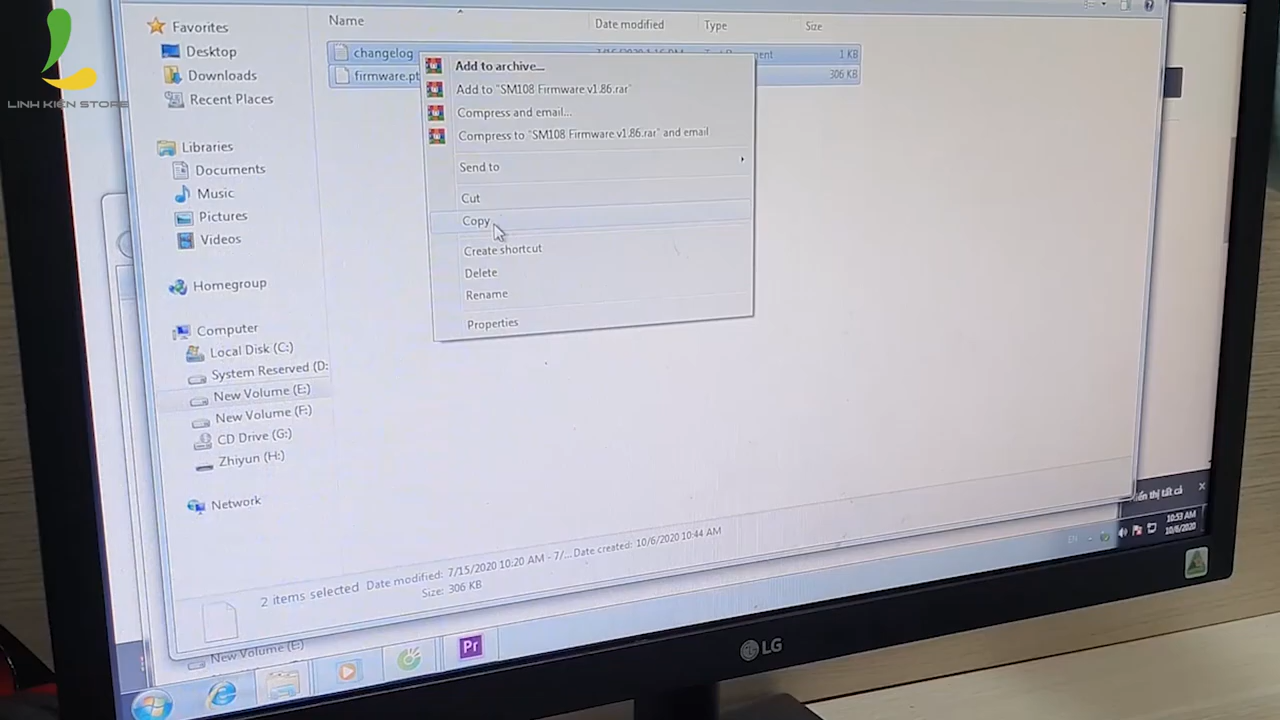 LINH KIEN STORE
Favorites
Desktop
Downloads
Recent Places
Libraries
Documents
Music
Pictures
Videos
Homegroup
Computer
Local Disk (C:)
System Reserved (D:
New Volume (E:)
New Volume (F:)
CD Drive (G:)
Zhiyun (H:)
Network
Name Date modified Type Size
changelog 1 KB
firmware.pt 306 KB
Add to archive...
Add to "SM108 Firmware v1.86.rar"
Compress and email...
Compress to "SM108 Firmware v1.86.rar" and email
Send to
Cut
Copy
Create shortcut
Delete
Rename
Properties
2 items selected Date modified: 7/15/2020 10:20 AM - 7/... Date created: 10/6/2020 10:44 AM
Size: 306 KB
New Volume (E:)
thị tất cả
EN
10:53 AM
10/6/2020
Pr
LG